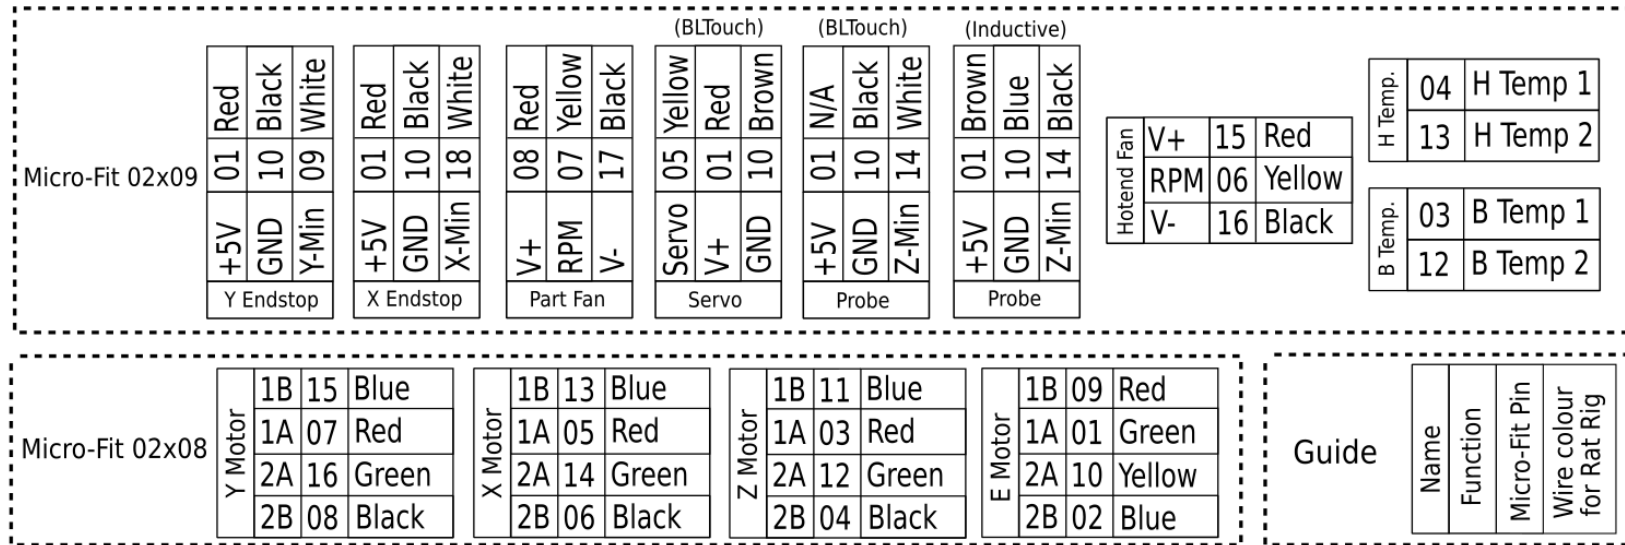 (BLTouch) (BLTouch) (Inductive)
Micro-Fit 02x09
Red Black White
01 10 09
+5V GND Y-Min
Y Endstop
Red Black White
01 10 18
+5V GND X-Min
X Endstop
Red Yellow Black
08 07 17
V+ RPM V-
Part Fan
Yellow Red Brown
05 01 10
Servo V+ GND
Servo
N/A Black White
01 10 14
+5V GND Z-Min
Probe
Brown Blue Black
01 10 14
+5V GND Z-Min
Probe
Hotend Fan
V+ 15 Red
RPM 06 Yellow
V- 16 Black
H Temp.
04 H Temp 1
13 H Temp 2
B Temp.
03 B Temp 1
12 B Temp 2
Micro-Fit 02x08
Y Motor
1B 15 Blue
1A 07 Red
2A 16 Green
2B 08 Black
X Motor
1B 13 Blue
1A 05 Red
2A 14 Green
2B 06 Black
Z Motor
1B 11 Blue
1A 03 Red
2A 12 Green
2B 04 Black
E Motor
1B 09 Red
1A 01 Green
2A 10 Yellow
2B 02 Blue
Guide
Name
Function
Micro-Fit Pin
Wire colour
for Rat Rig